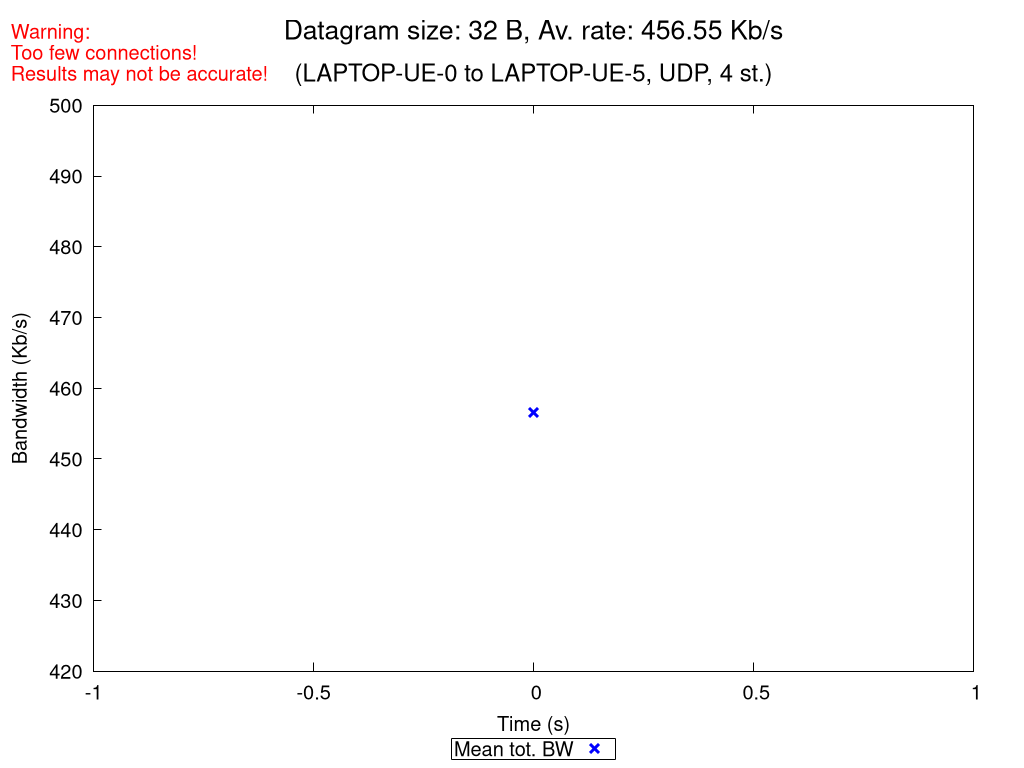 Warning:
Too few connections!
Results may not be accurate!
Datagram size: 32 B, Av. rate: 456.55 Kb/s
(LAPTOP-UE-0 to LAPTOP-UE-5, UDP, 4 st.)
500
490
480
470
460
450
440
430
420
Bandwidth (Kb/s)
-1
-0.5
0
0.5
1
Time (s)
Mean tot. BW